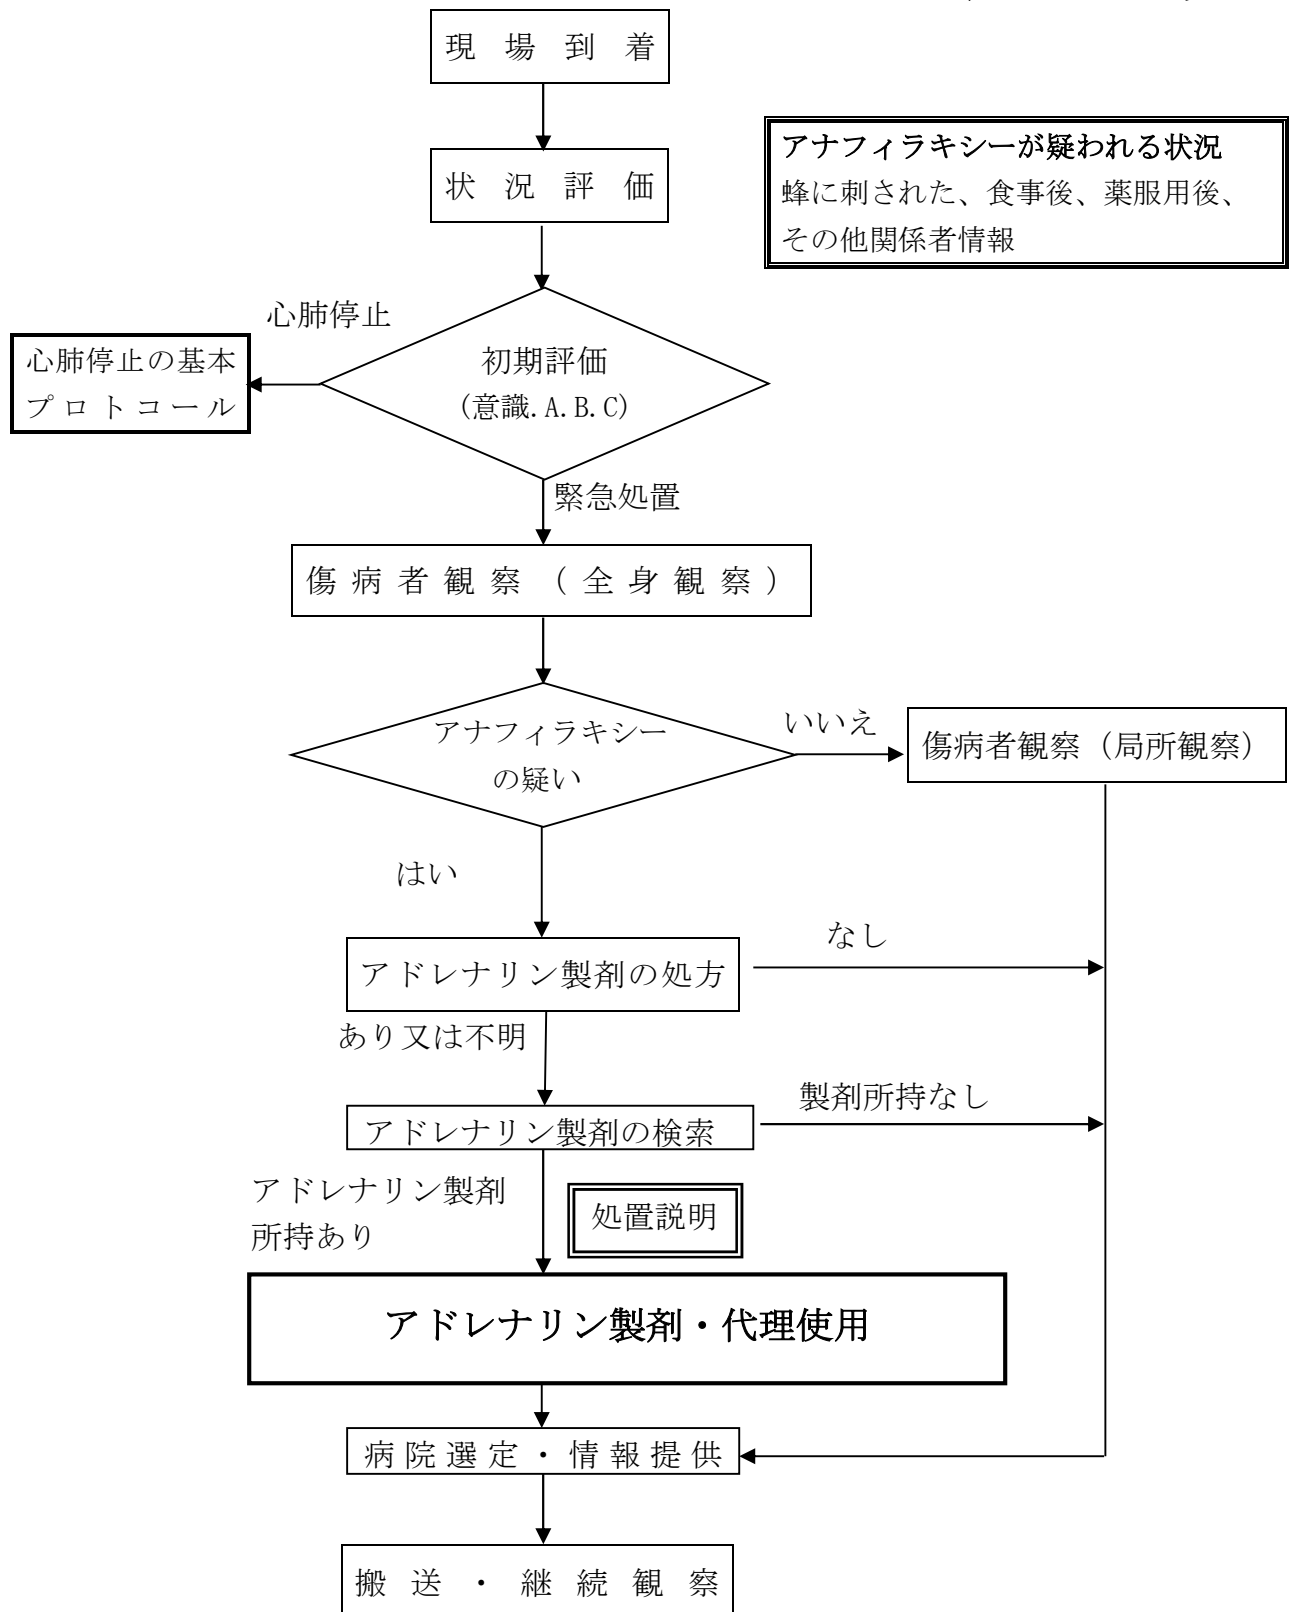 現場到着
状況評価
アナフィラキシーが疑われる状況
蜂に刺された、食事後、薬服用後、
その他関係者情報
心肺停止
心肺停止の基本
プロトコール
初期評価
(意識.A.B.C)
緊急処置
傷病者観察(全身観察)
アナフィラキシー
の疑い
いいえ
傷病者観察(局所観察)
はい
アドレナリン製剤の処方
なし
あり又は不明
アドレナリン製剤の検索
製剤所持なし
アドレナリン製剤
所持あり
処置説明
アドレナリン製剤・代理使用
病院選定・情報提供
搬送・継続観察